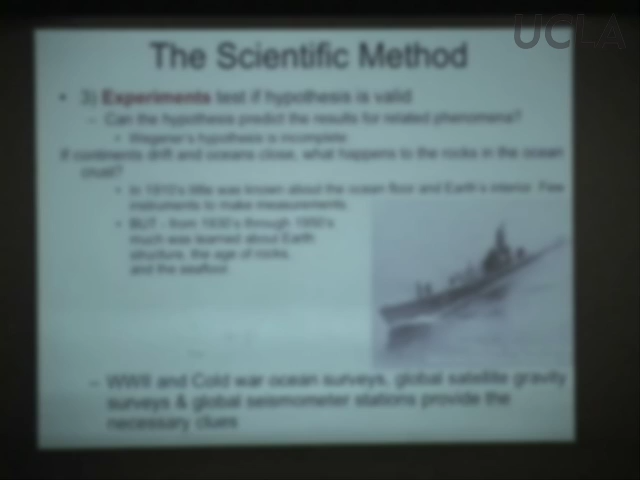 UCLA
The Scientific Method
• 3) Experiments test if hypothesis is valid
– Can the hypothesis predict the results for related phenomena?
• Wegener's hypothesis is incomplete
If continents drift and oceans close, what happens to the rocks in the ocean
crust?
• In 1910's little was known about the ocean floor and Earth's interior. Few
instruments to make measurements.
• BUT - from 1930's through 1950's
much was learned about Earth
structure, the age of rocks,
and the seafloor
– WWII and Cold war ocean surveys, global satellite gravity
surveys & global seismometer stations provide the
necessary clues